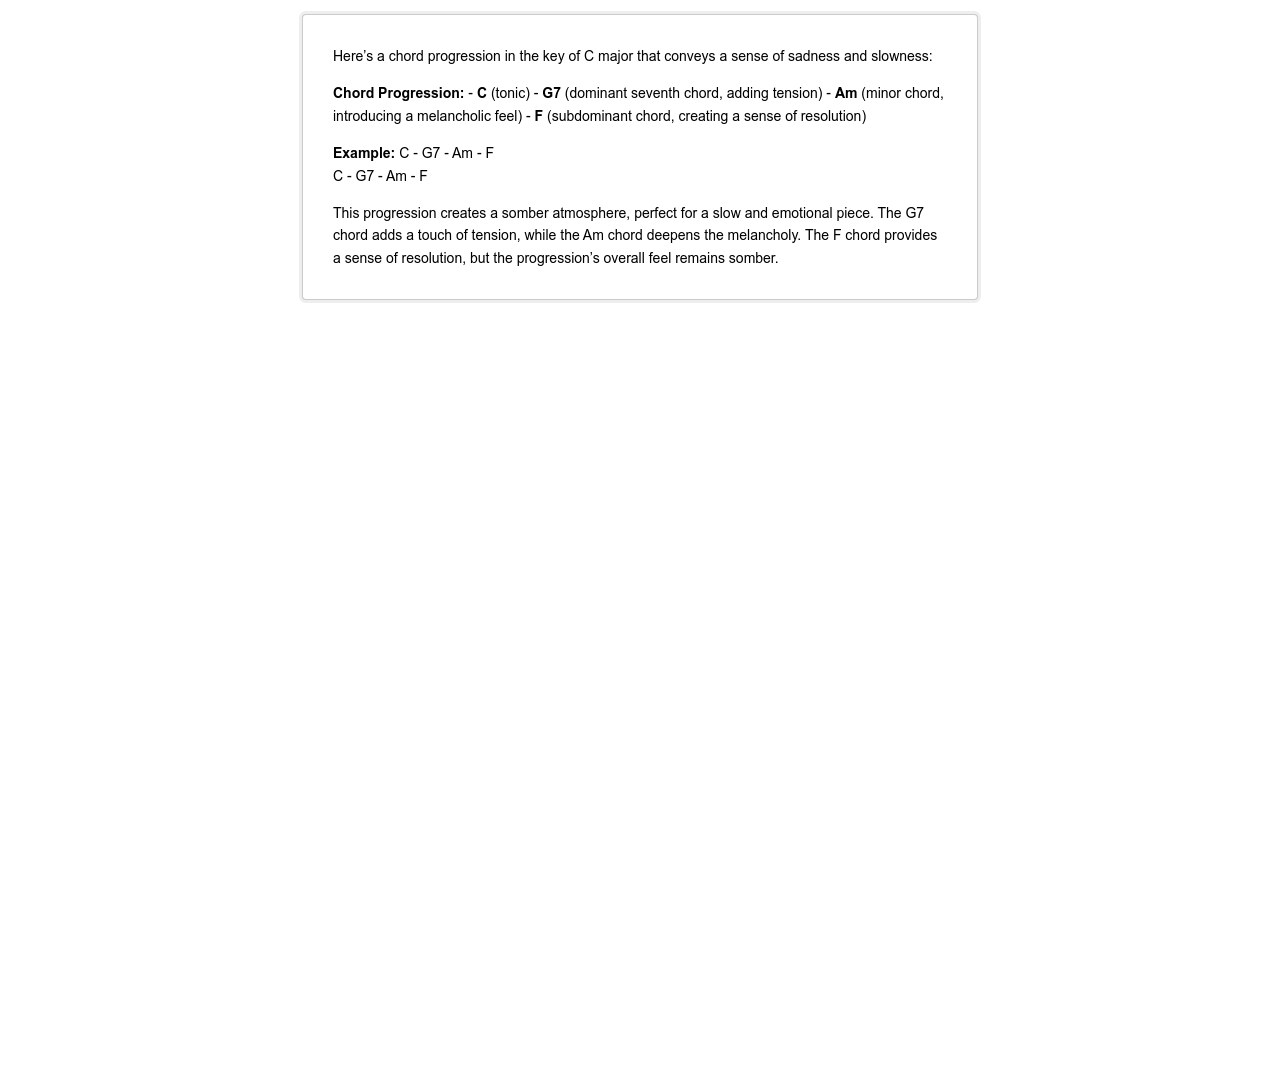 Here's a chord progression in the key of C major that conveys a sense of sadness and slowness:
Chord Progression: - C (tonic) - G7 (dominant seventh chord, adding tension) - Am (minor chord,
introducing a melancholic feel) - F (subdominant chord, creating a sense of resolution)
Example: C - G7 - Am - F
C - G7 - Am - F
This progression creates a somber atmosphere, perfect for a slow and emotional piece. The G7
chord adds a touch of tension, while the Am chord deepens the melancholy. The F chord provides
a sense of resolution, but the progression's overall feel remains somber.